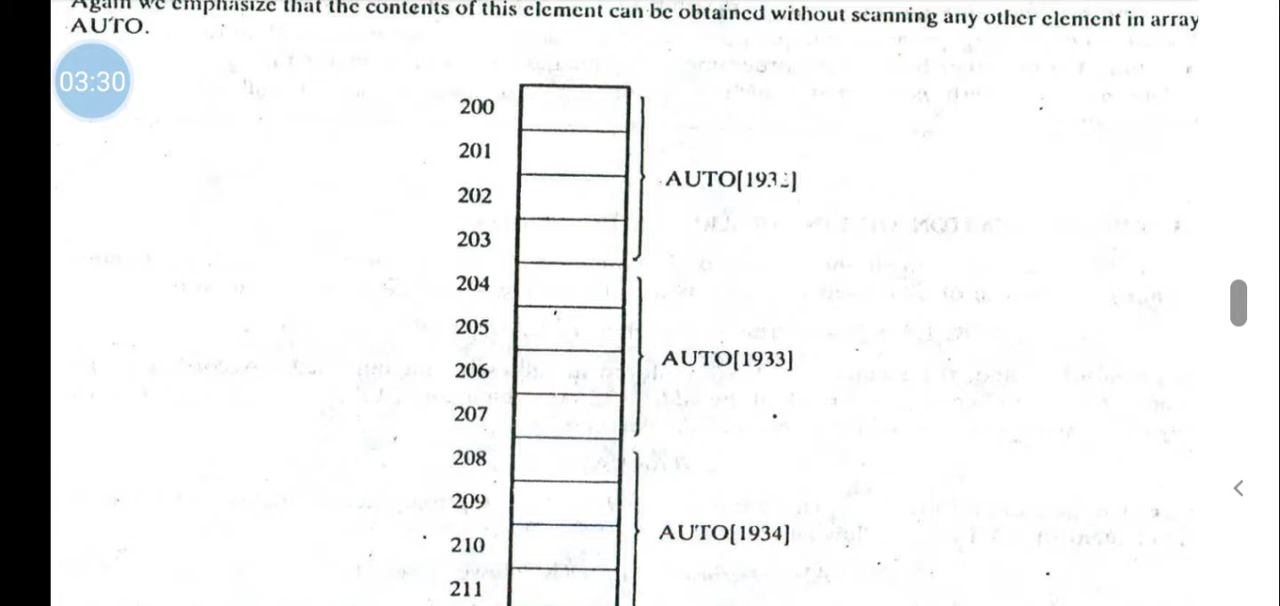 Again we emphasize that the contents of this element can be obtained without scanning any other element in array
AUTO.
03:30
200
201
AUTO[1932]
202
203
204
205
AUTO[1933]
206
207
208
209
AUTO[1934]
210
211